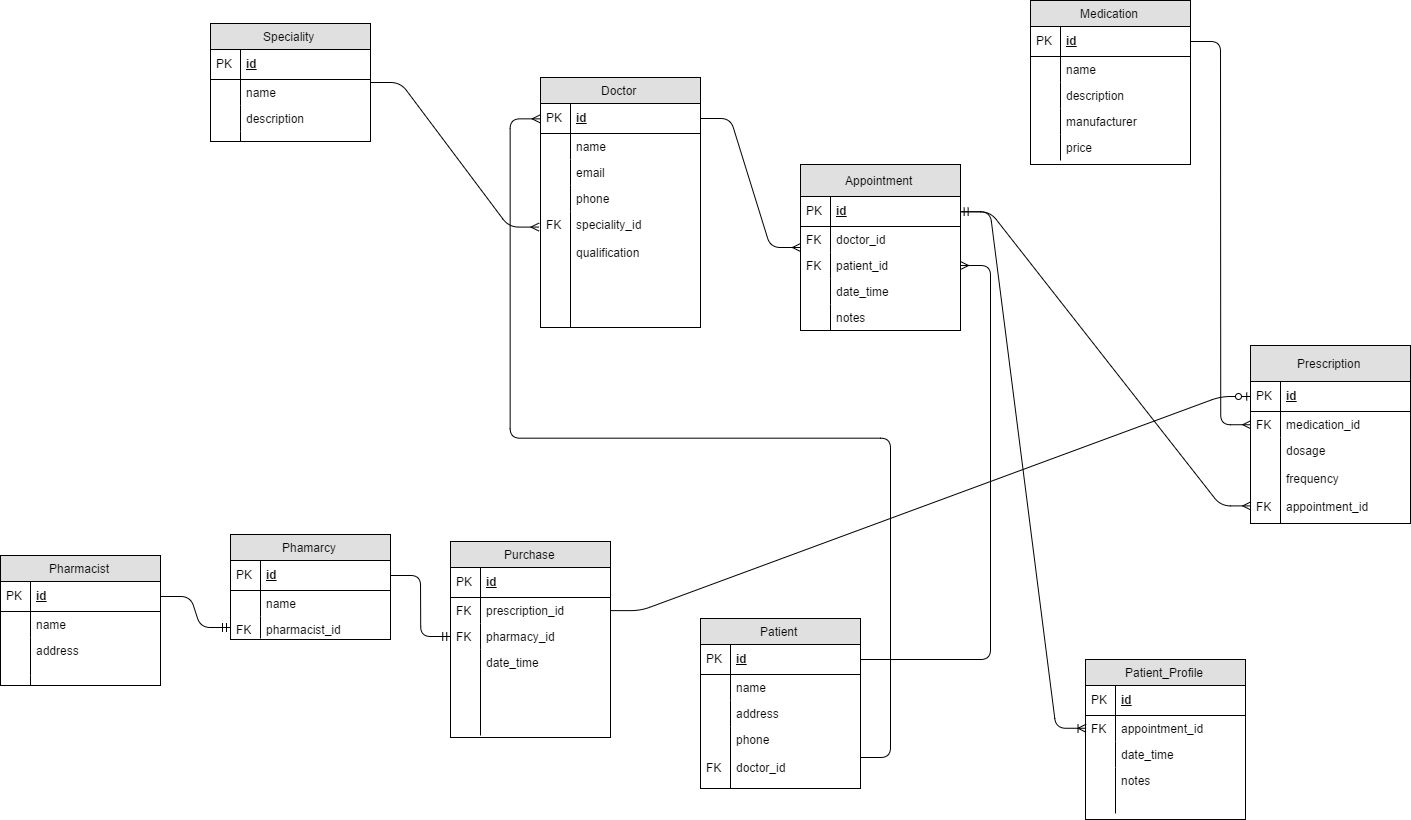 Speciality
PK id
name
description
Doctor
PK id
name
email
phone
FK speciality_id
qualification
Appointment
PK id
FK doctor_id
FK patient_id
date_time
notes
Medication
PK id
name
description
manufacturer
price
Prescription
PK id
FK medication_id
dosage
frequency
FK appointment_id
Pharmacist
PK id
name
address
Phamarcy
PK id
name
FK pharmacist_id
Purchase
PK id
FK prescription_id
FK pharmacy_id
date_time
Patient
PK id
name
address
phone
FK doctor_id
Patient_Profile
PK id
FK appointment_id
date_time
notes